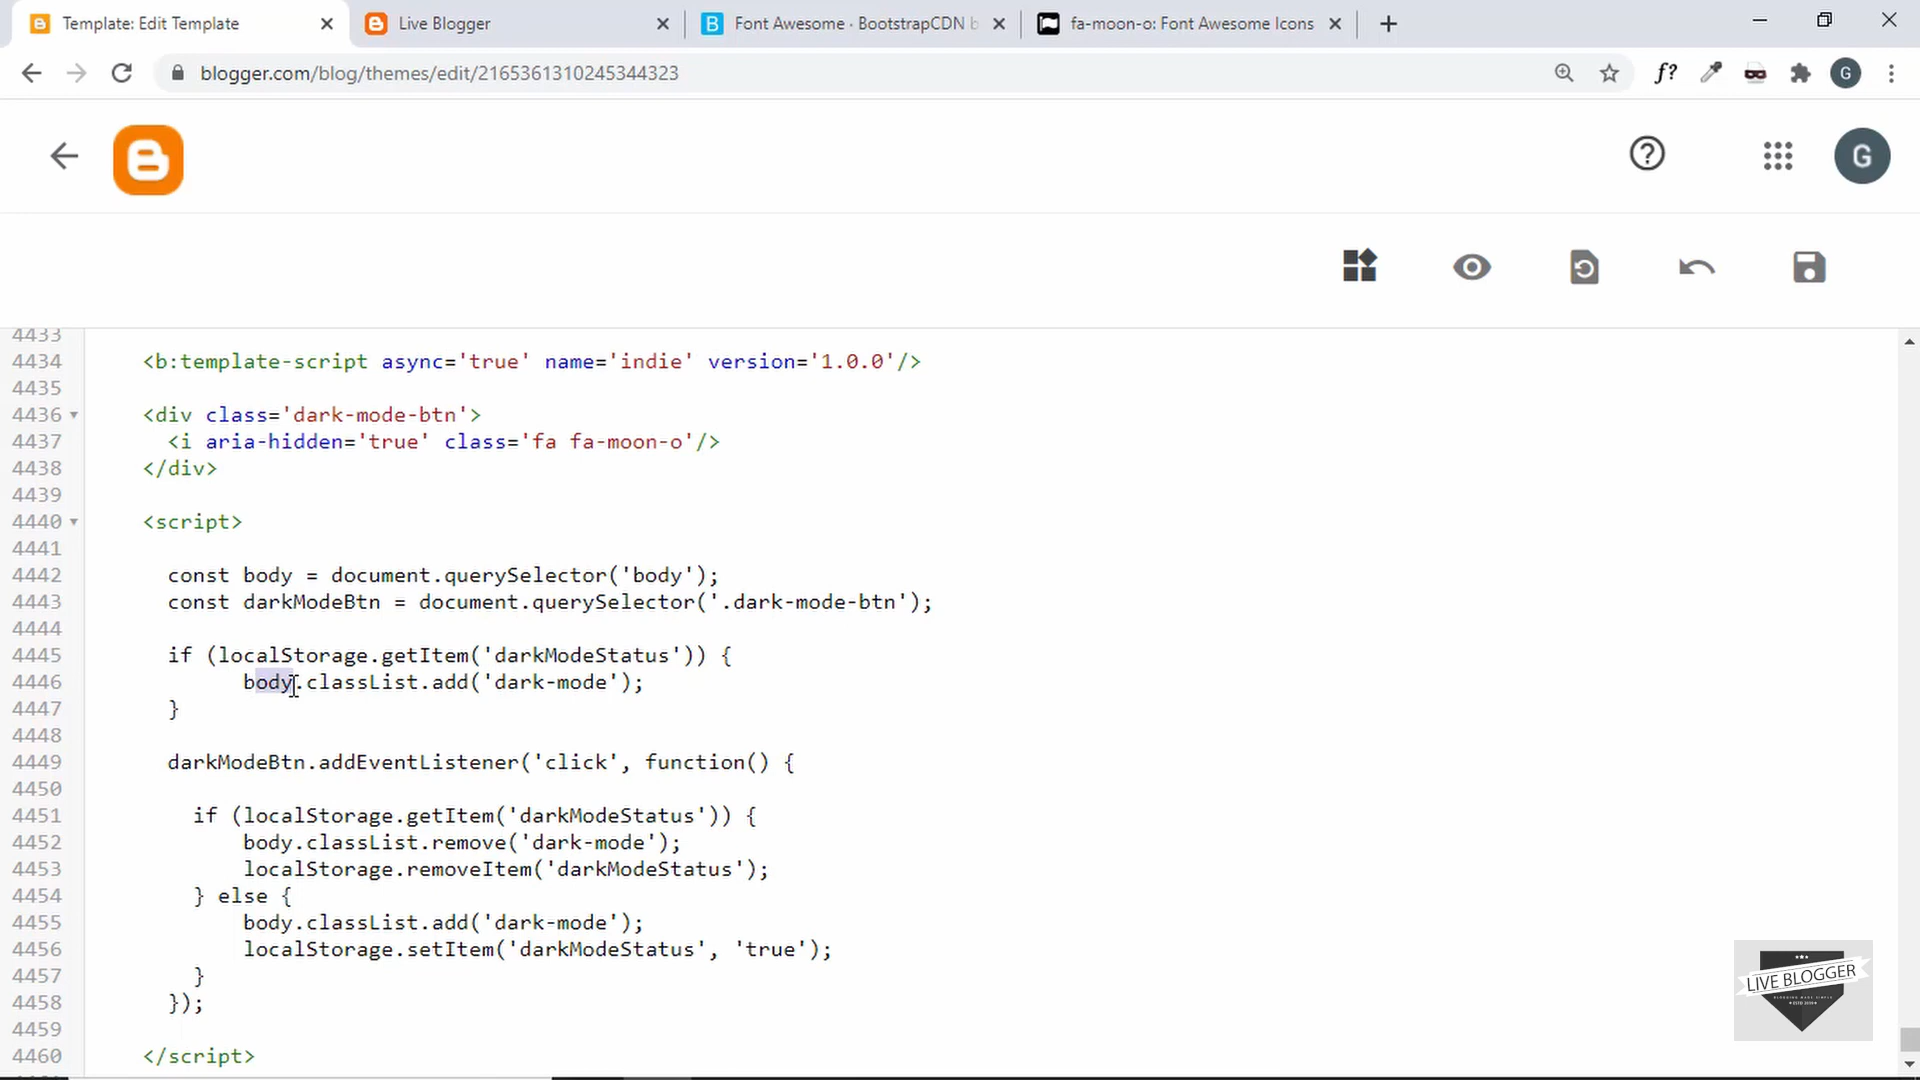 Template: Edit Template
Live Blogger
Font Awesome · BootstrapCDN b
fa-moon-o: Font Awesome Icons
blogger.com/blog/themes/edit/2165361310245344323
f?
G
G
4433
4434 <b:template-script async='true' name='indie' version='1.0.0'/>
4435
4436 <div class='dark-mode-btn'>
4437 <i aria-hidden='true' class='fa fa-moon-o'/>
4438 </div>
4439
4440 <script>
4441
4442 const body = document.querySelector('body');
4443 const darkModeBtn = document.querySelector('.dark-mode-btn');
4444
4445 if (localStorage.getItem('darkModeStatus')) {
4446 body.classList.add('dark-mode');
4447 }
4448
4449 darkModeBtn.addEventListener('click', function() {
4450
4451 if (localStorage.getItem('darkModeStatus')) {
4452 body.classList.remove('dark-mode');
4453 localStorage.removeItem('darkModeStatus');
4454 } else {
4455 body.classList.add('dark-mode');
4456 localStorage.setItem('darkModeStatus', 'true');
4457 }
4458 });
4459
4460 </script>
LIVE BLOGGER